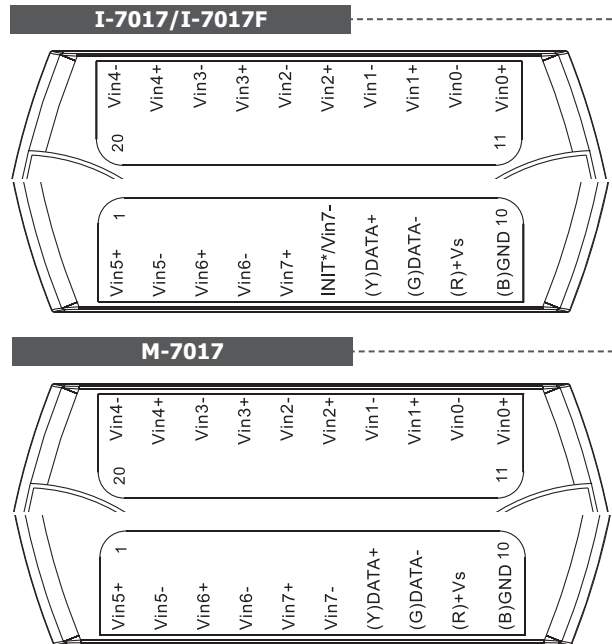 I-7017/I-7017F
Vin4- Vin4+ Vin3- Vin3+ Vin2- Vin2+ Vin1- Vin1+ Vin0- Vin0+
20 11
1
Vin5+ Vin5- Vin6+ Vin6- Vin7+ INIT*/Vin7- (Y)DATA+ (G)DATA- (R)+Vs (B)GND 10
M-7017
Vin4- Vin4+ Vin3- Vin3+ Vin2- Vin2+ Vin1- Vin1+ Vin0- Vin0+
20 11
1
Vin5+ Vin5- Vin6+ Vin6- Vin7+ Vin7- (Y)DATA+ (G)DATA- (R)+Vs (B)GND 10